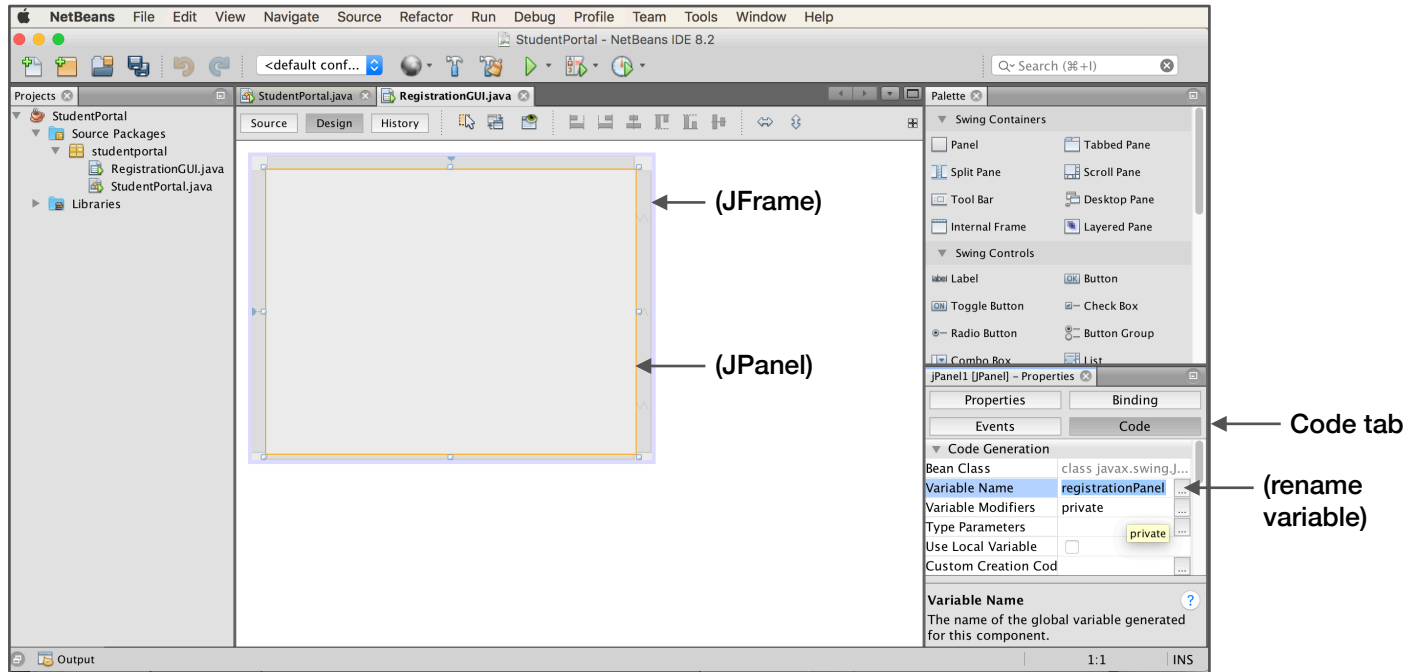 NetBeans File Edit View Navigate Source Refactor Run Debug Profile Team Tools Window Help
StudentPortal - NetBeans IDE 8.2
<default conf...
Search (⌘+I)
Projects
StudentPortal
Source Packages
studentportal
RegistrationGUI.java
StudentPortal.java
Libraries
StudentPortal.java RegistrationGUI.java
Source Design History
(JFrame)
(JPanel)
Palette
Swing Containers
Panel Tabbed Pane
Split Pane Scroll Pane
Tool Bar Desktop Pane
Internal Frame Layered Pane
Swing Controls
label Label OK Button
ON Toggle Button Check Box
Radio Button Button Group
Combo Box List
jPanel1 [JPanel] - Properties
Properties Binding
Events Code
Code tab
Code Generation
Bean Class class javax.swing.J...
Variable Name registrationPanel ...
(rename
variable)
Variable Modifiers private ...
Type Parameters ...
private
Use Local Variable
Custom Creation Cod ...
Variable Name ?
The name of the global variable generated
for this component.
Output
1:1 INS